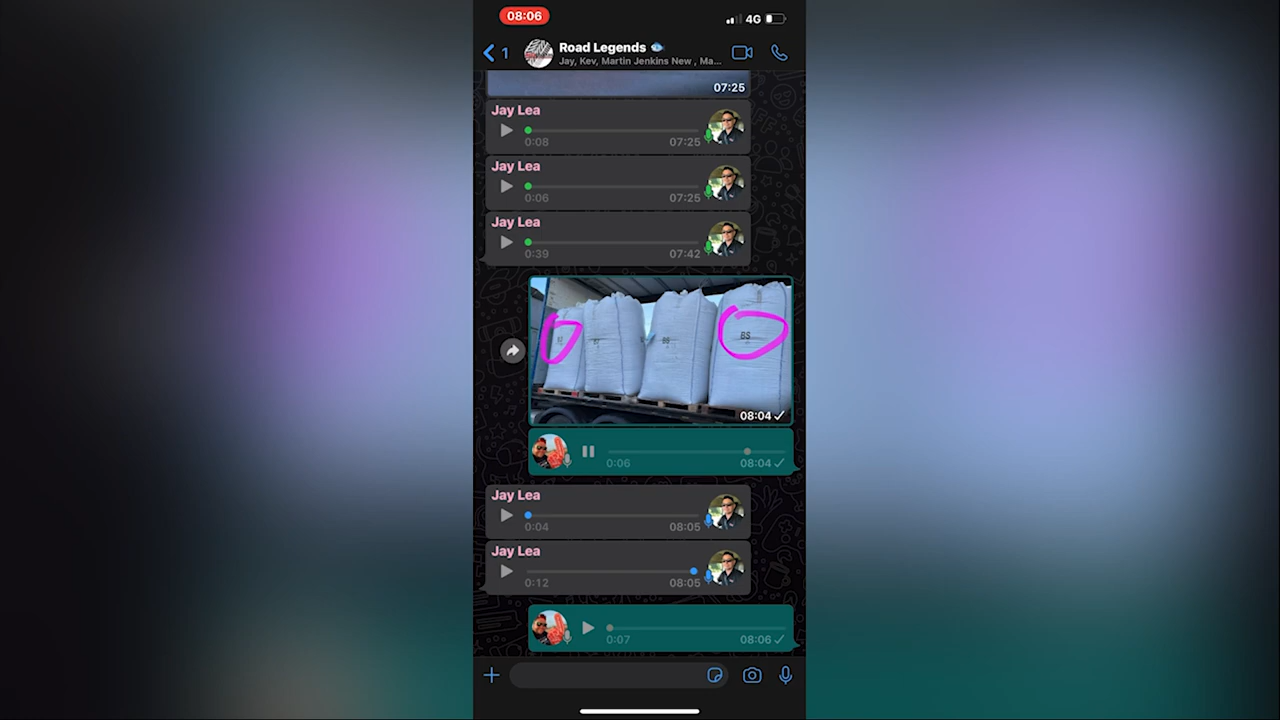 08:06
4G
1
Road Legends 🐟
Jay, Kev, Martin Jenkins New , Ma...
07:25
Jay Lea
0:08
07:25
Jay Lea
0:06
07:25
Jay Lea
0:39
07:42
BS
BS
08:04
0:06
08:04
Jay Lea
0:04
08:05
Jay Lea
0:12
08:05
0:07
08:06